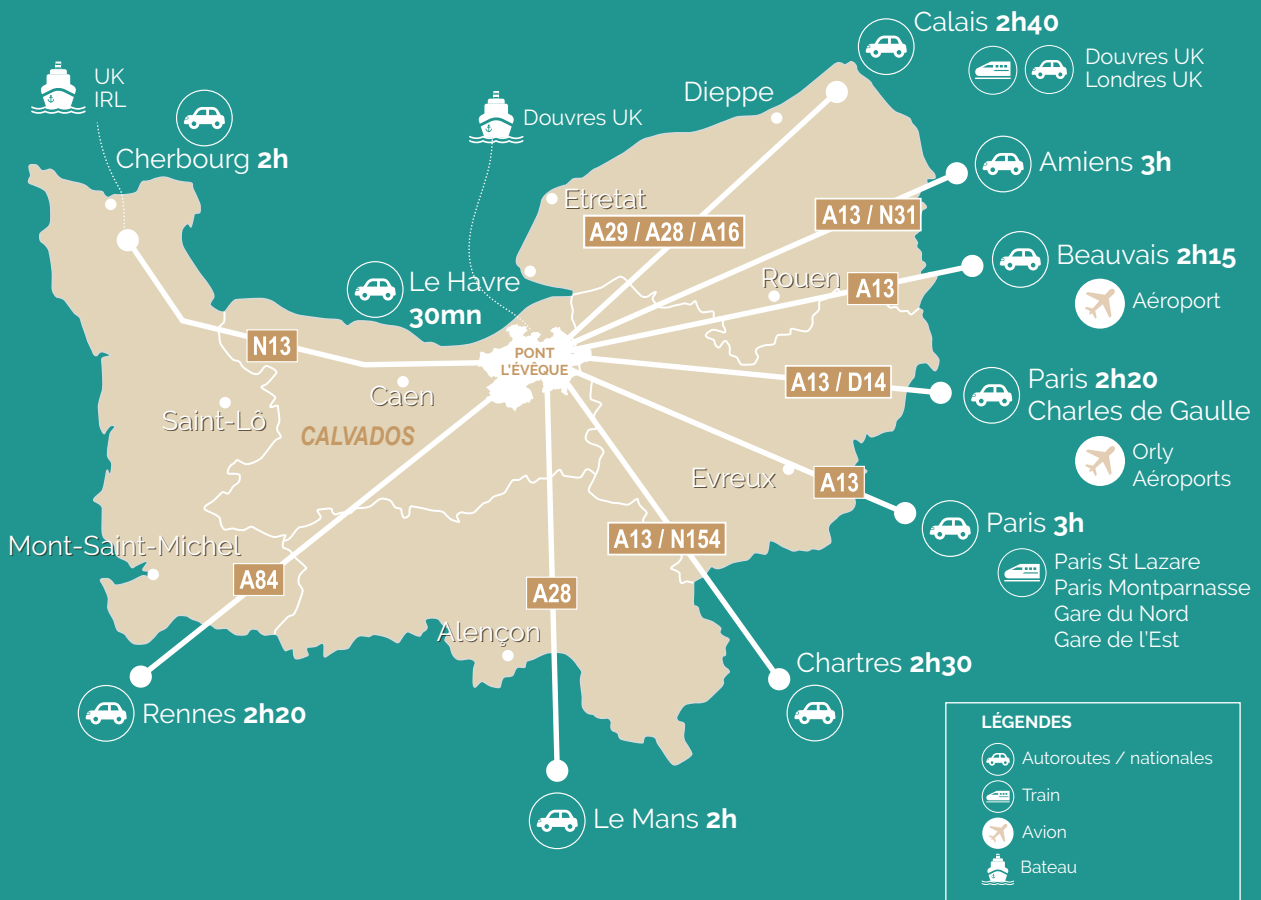 Calais 2h40
Douvres UK
Londres UK
UK
IRL
Dieppe
Douvres UK
Cherbourg 2h
Amiens 3h
Etretat
A13 / N31
A29 / A28 / A16
Beauvais 2h15
Aéroport
Rouen
A13
Le Havre
30mn
N13
PONT
L'ÉVÊQUE
A13 / D14
Paris 2h20
Charles de Gaulle
Orly
Aéroports
Caen
Saint-Lô
CALVADOS
Evreux
A13
Paris 3h
Paris St Lazare
Paris Montparnasse
Gare du Nord
Gare de l'Est
A13 / N154
Mont-Saint-Michel
A84
A28
Alençon
Chartres 2h30
Rennes 2h20
Le Mans 2h
LÉGENDES
Autoroutes / nationales
Train
Avion
Bateau